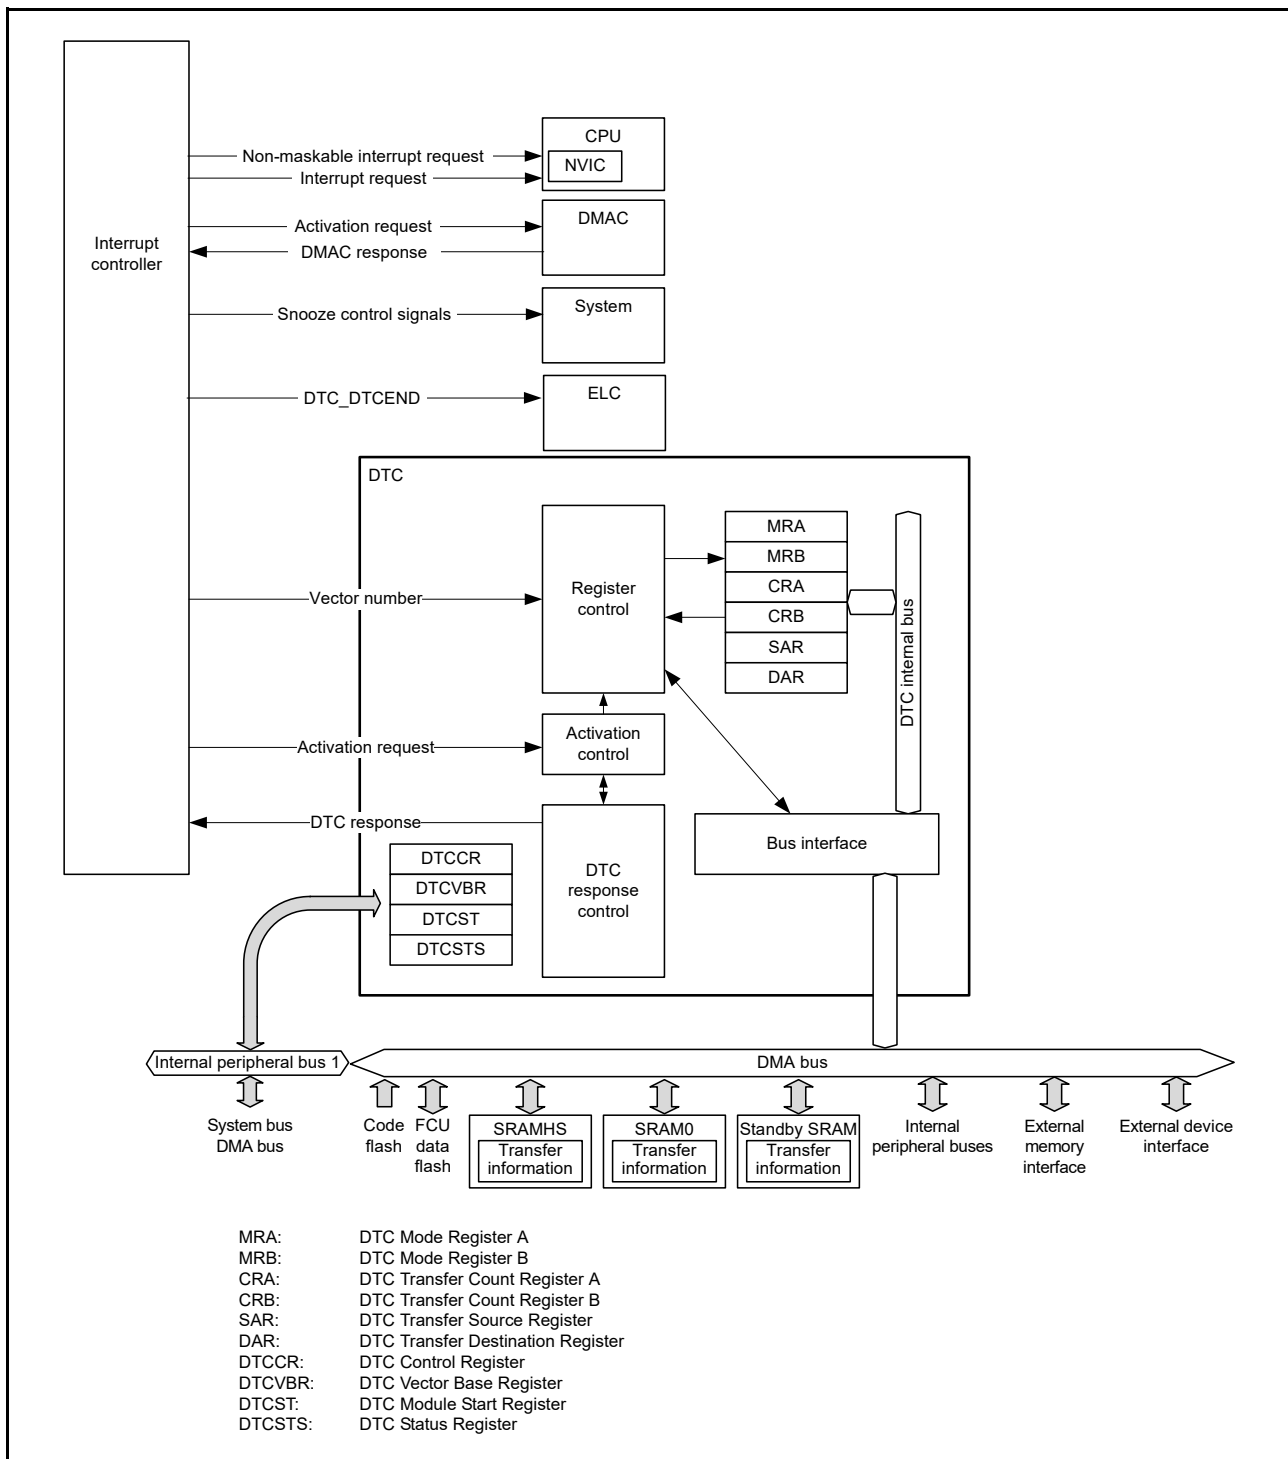 CPU
NVIC
Non-maskable interrupt request
Interrupt request
Interrupt
controller
Activation request
DMAC response
DMAC
Snooze control signals
System
DTC_DTCEND
ELC
DTC
Vector number
Register
control
MRA
MRB
CRA
CRB
SAR
DAR
DTC internal bus
Activation request
Activation
control
DTC response
DTC
response
control
Bus interface
DTCCR
DTCVBR
DTCST
DTCSTS
Internal peripheral bus 1
DMA bus
System bus
DMA bus
Code
flash
FCU
data
flash
SRAMHS
Transfer
information
SRAM0
Transfer
information
Standby SRAM
Transfer
information
Internal
peripheral buses
External
memory
interface
External device
interface
MRA: DTC Mode Register A
MRB: DTC Mode Register B
CRA: DTC Transfer Count Register A
CRB: DTC Transfer Count Register B
SAR: DTC Transfer Source Register
DAR: DTC Transfer Destination Register
DTCCR: DTC Control Register
DTCVBR: DTC Vector Base Register
DTCST: DTC Module Start Register
DTCSTS: DTC Status Register